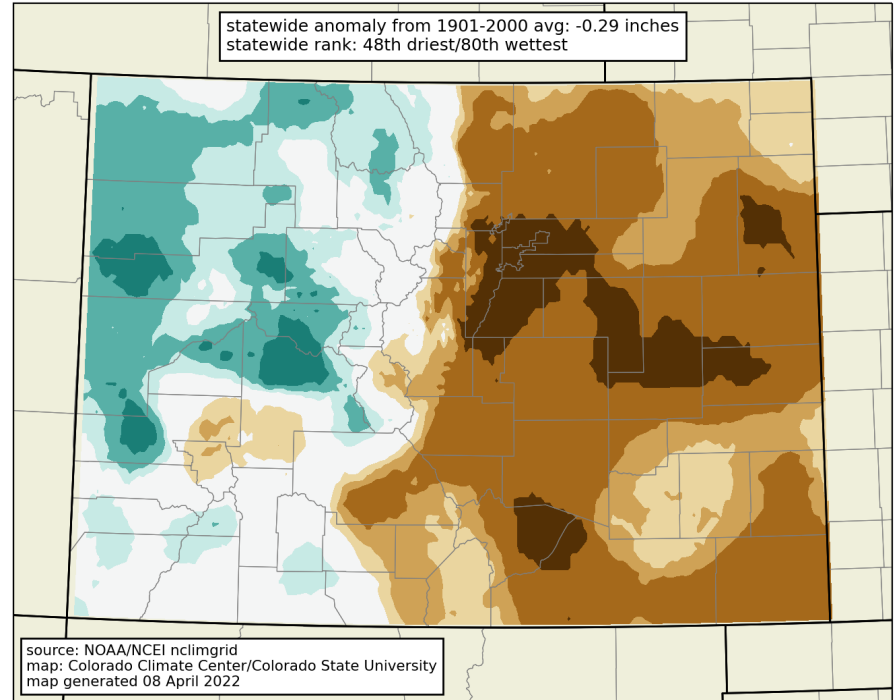 statewide anomaly from 1901-2000 avg: -0.29 inches
statewide rank: 48th driest/80th wettest
source: NOAA/NCEI nclimgrid
map: Colorado Climate Center/Colorado State University
map generated 08 April 2022